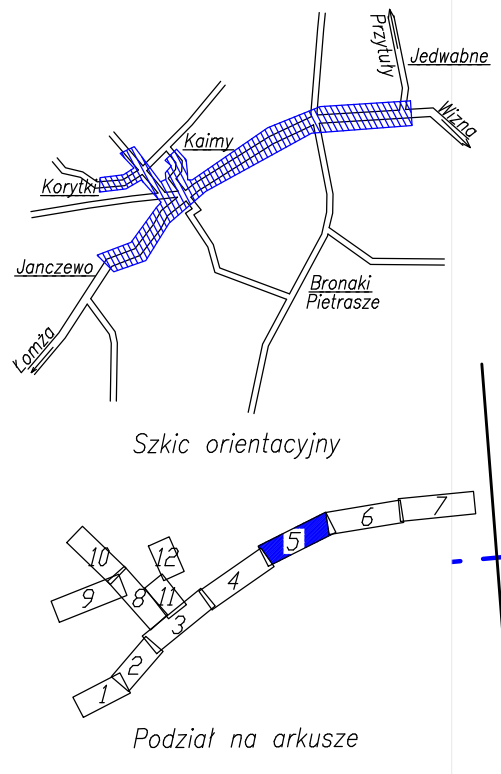 Przytuły
Jedwabne
Wizna
Kaimy
Korytki
Janczewo
Bronaki
Pietrasze
Łomża
Szkic orientacyjny
7
6
5
10
12
4
9
8
11
3
2
1
Podział na arkusze